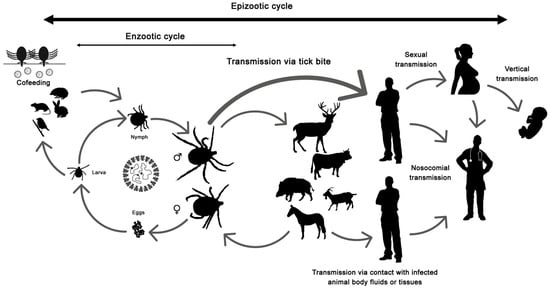 Epizootic cycle
Enzootic cycle
Cofeeding
Transmission via tick bite
Sexual
transmission
Vertical
transmission
Nymph
♂
Larva
Nosocomial
transmission
♀
Eggs
Transmission via contact with infected
animal body fluids or tissues